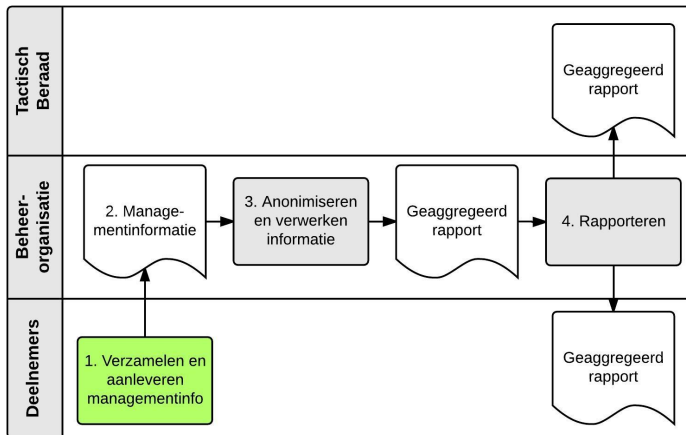 Tactisch
Beraad
Geaggregeerd
rapport
Beheer-
organisatie
2. Manage-
mentinformatie
3. Anonimiseren
en verwerken
informatie
Geaggregeerd
rapport
4. Rapporteren
Deelnemers
1. Verzamelen en
aanleveren
managementinfo
Geaggregeerd
rapport